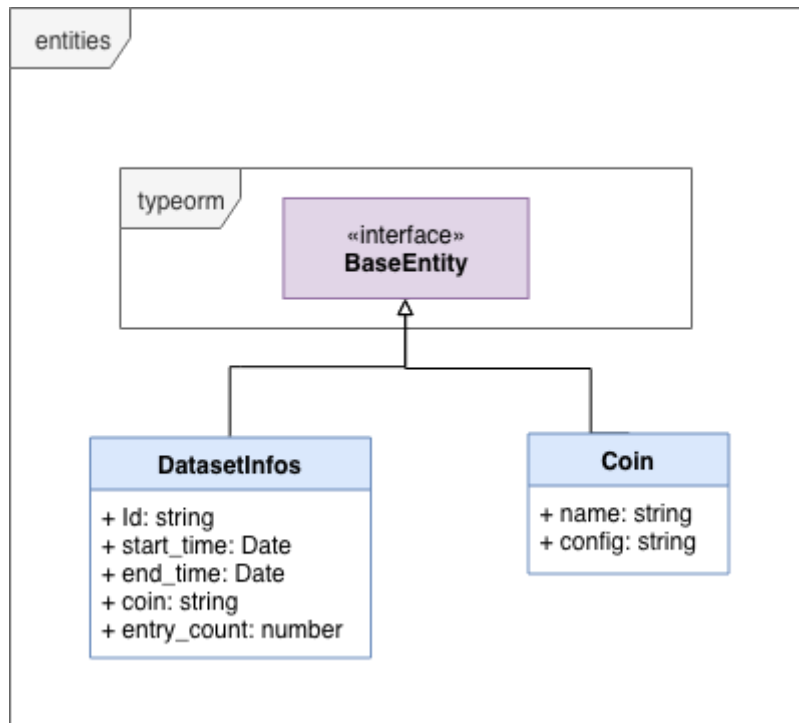 entities
typeorm
«interface»
BaseEntity
DatasetInfos
+ Id: string
+ start_time: Date
+ end_time: Date
+ coin: string
+ entry_count: number
Coin
+ name: string
+ config: string